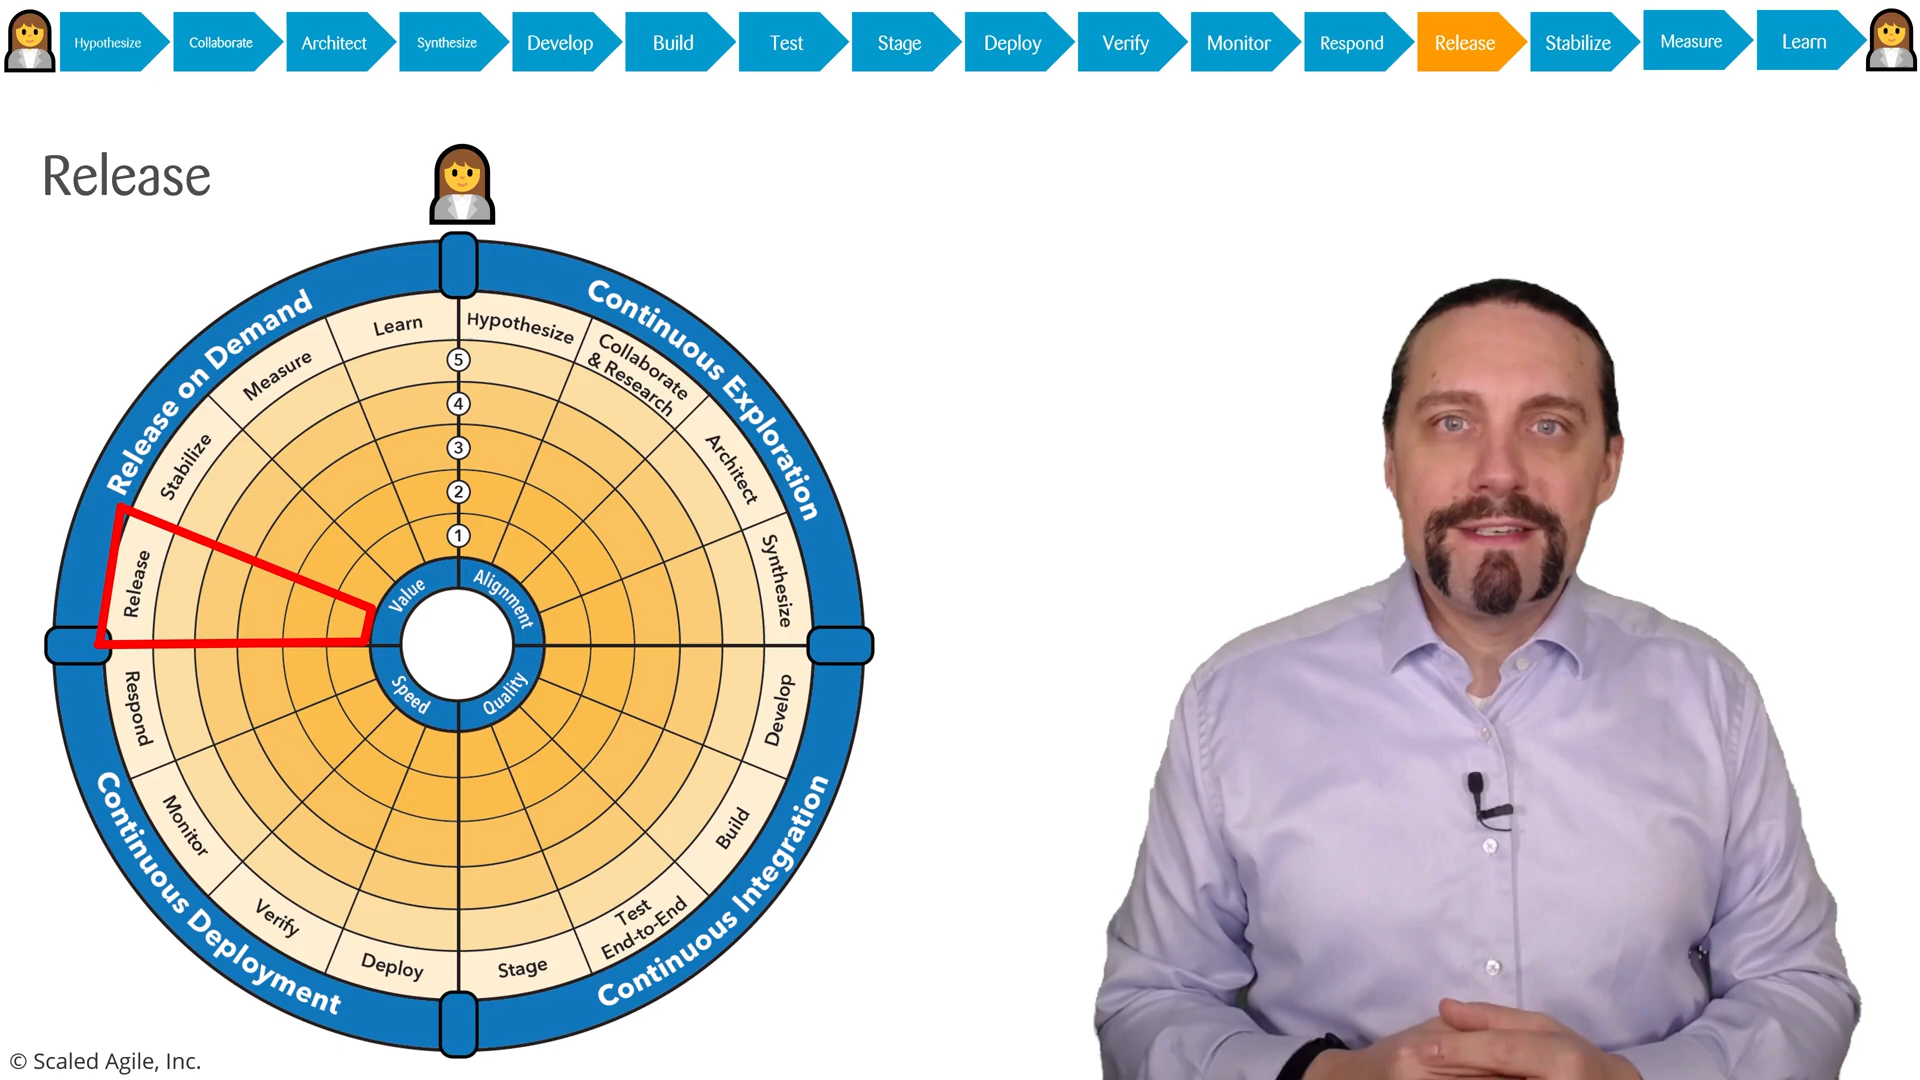 Hypothesize
Collaborate
Architect
Synthesize
Develop
Build
Test
Stage
Deploy
Verify
Monitor
Respond
Release
Stabilize
Measure
Learn
Release
Continuous Exploration
Hypothesize
Collaborate
& Research
Architect
Synthesize
Continuous Integration
Develop
Build
Test
End-to-End
Stage
Continuous Deployment
Deploy
Verify
Monitor
Respond
Release on Demand
Release
Stabilize
Measure
Learn
5
4
3
2
1
Value
Alignment
Speed
Quality
© Scaled Agile, Inc.